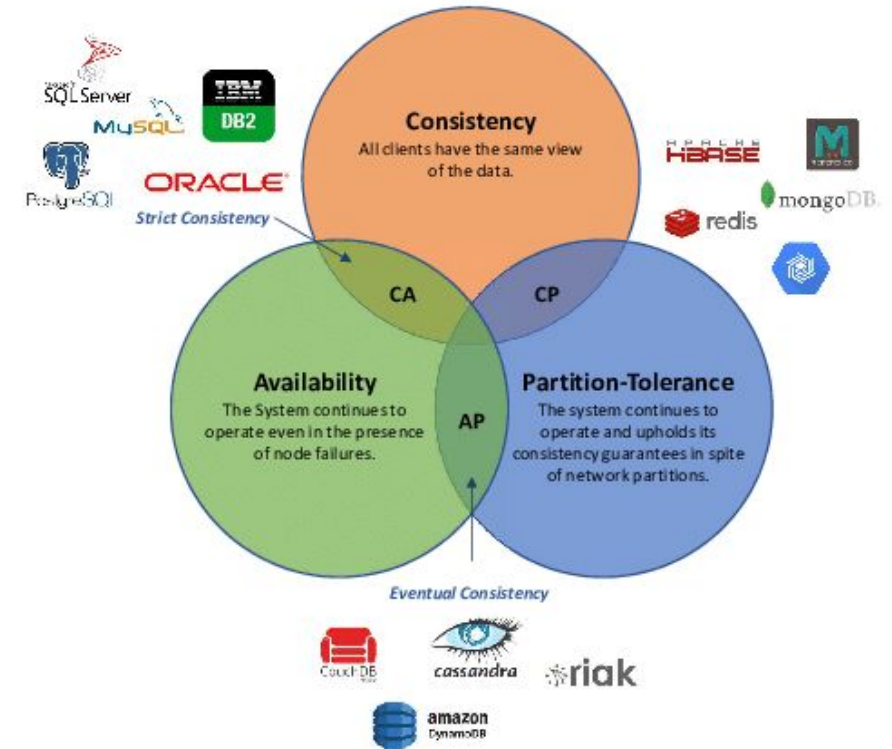 SQL Server
MySQL
IBM
DB2
PostgreSQL
ORACLE
Strict Consistency
Consistency
All clients have the same view
of the data.
APACHE
HBASE
M
mongoDB
redis
CA
CP
Availability
The System continues to
operate even in the presence
of node failures.
Partition-Tolerance
The system continues to
operate and upholds its
consistency guarantees in spite
of network partitions.
AP
Eventual Consistency
CouchDB
cassandra
riak
amazon
DynamoDB